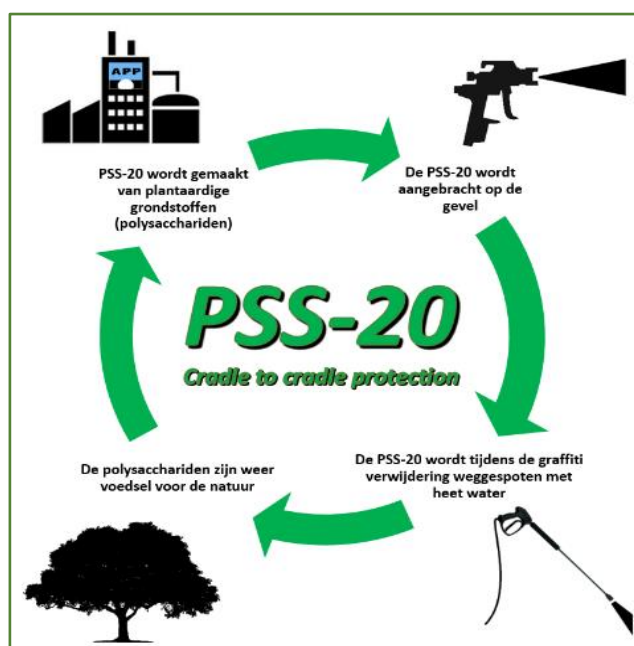 APP
PSS-20 wordt gemaakt
van plantaardige
grondstoffen
(polysacchariden)
De PSS-20 wordt
aangebracht op de
gevel
PSS-20
Cradle to cradle protection
De PSS-20 wordt tijdens de graffiti
verwijdering weggespoten met
heet water
De polysacchariden zijn weer
voedsel voor de natuur